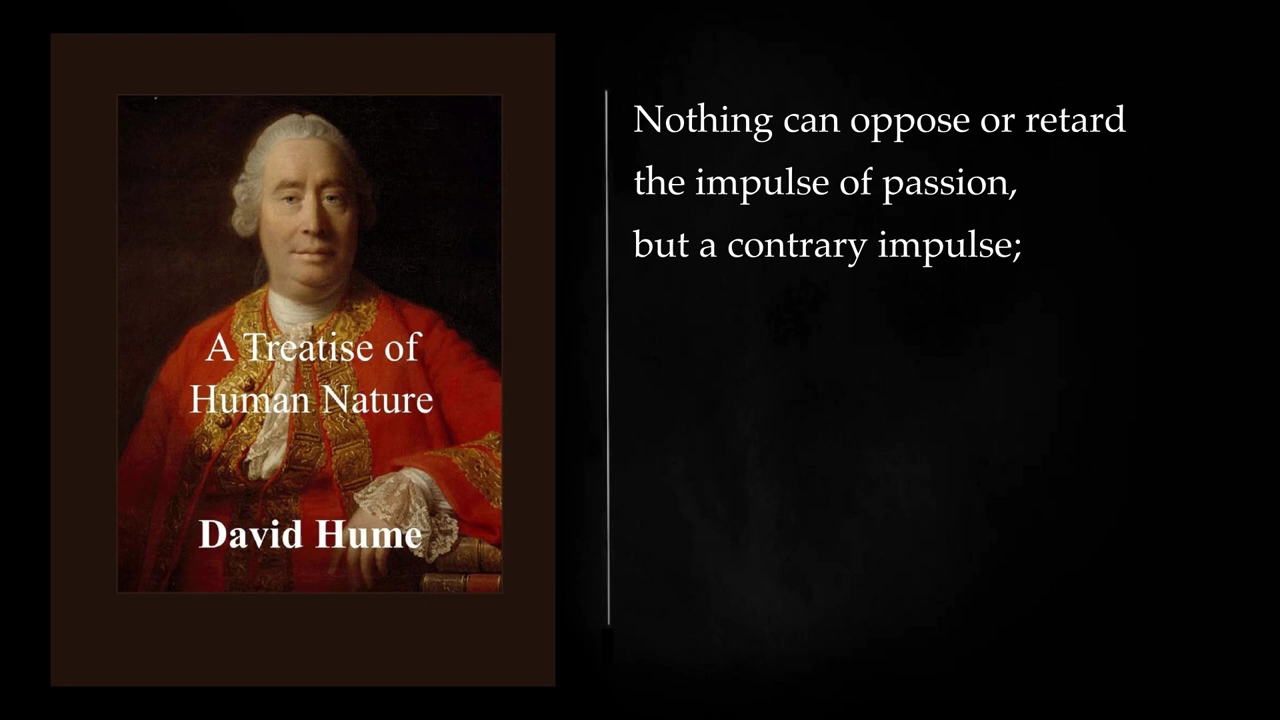 A Treatise of
Human Nature
David Hume
Nothing can oppose or retard
the impulse of passion,
but a contrary impulse;